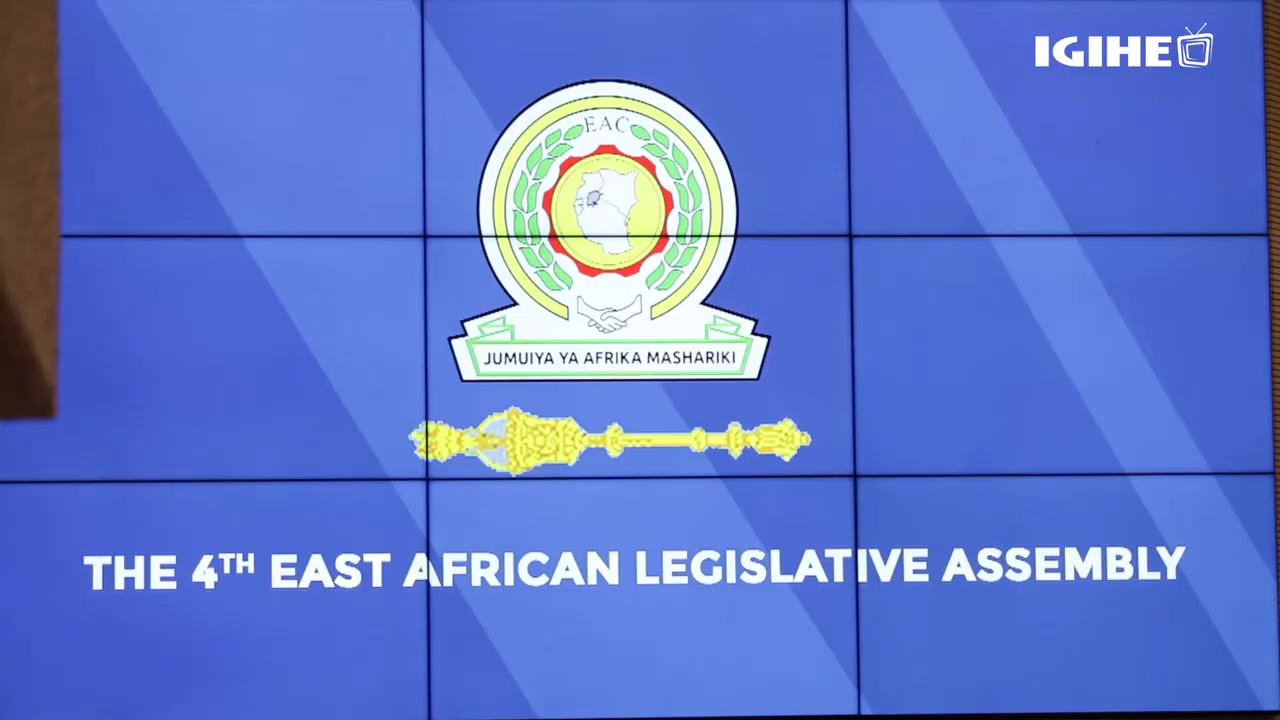 IGIHE
EAC
JUMUIYA YA AFRIKA MASHARIKI
THE 4TH EAST AFRICAN LEGISLATIVE ASSEMBLY